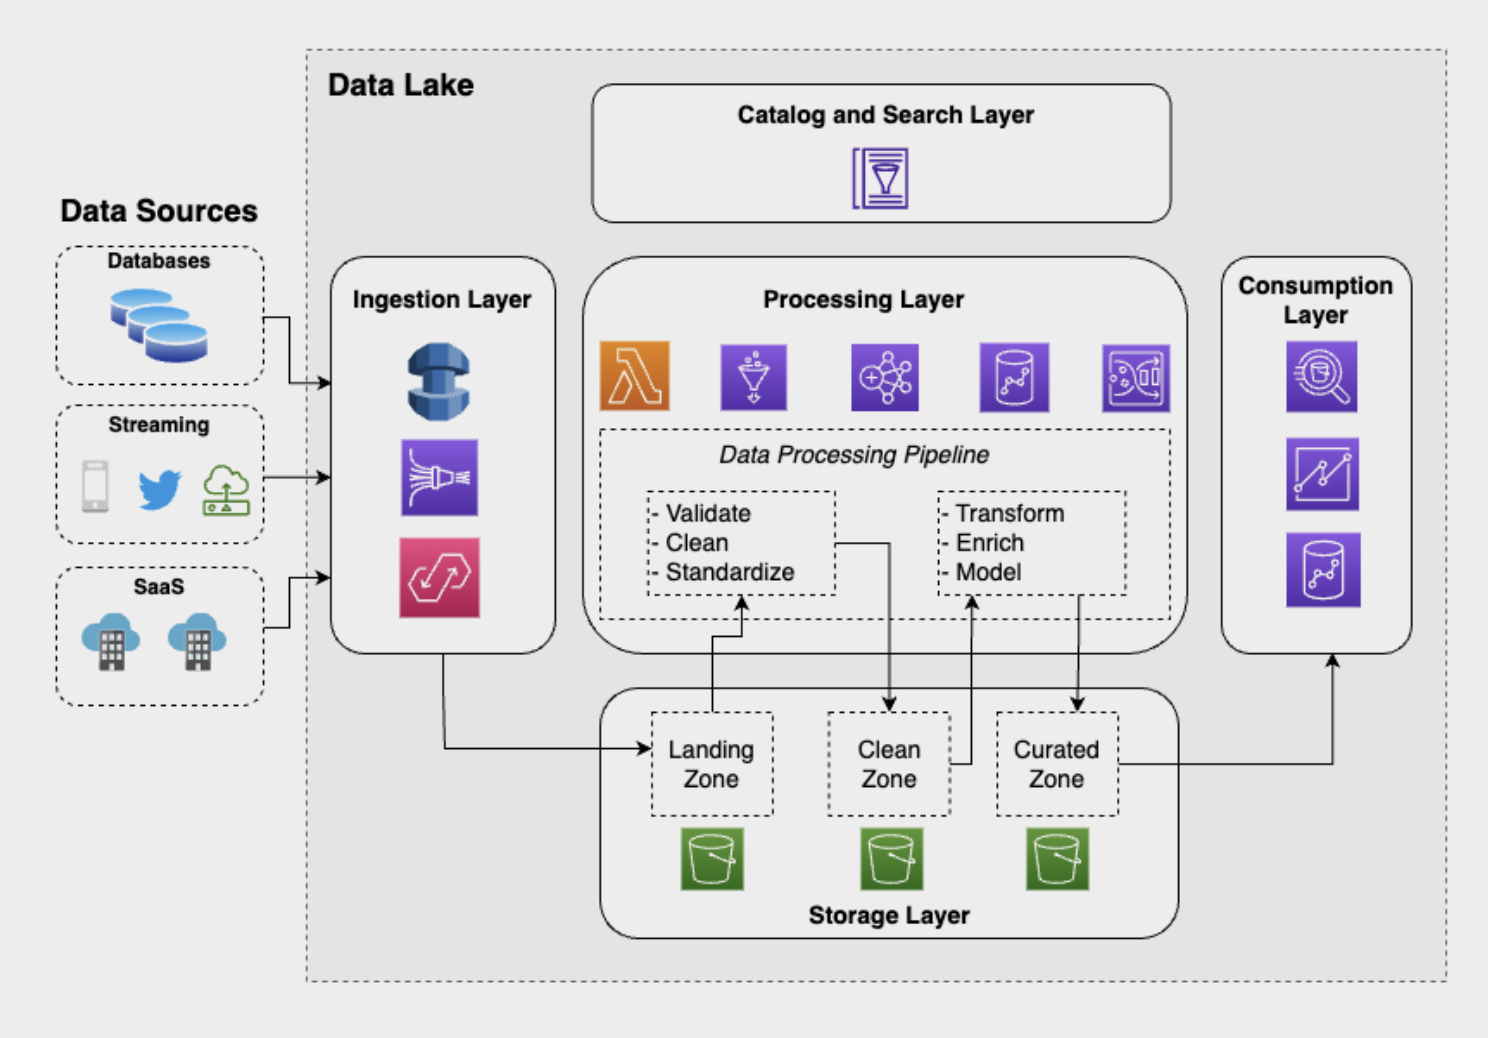 Data Lake
Catalog and Search Layer
Data Sources
Databases
Streaming
SaaS
Ingestion Layer
Processing Layer
Data Processing Pipeline
- Validate
- Clean
- Standardize
- Transform
- Enrich
- Model
Consumption
Layer
Landing
Zone
Clean
Zone
Curated
Zone
Storage Layer